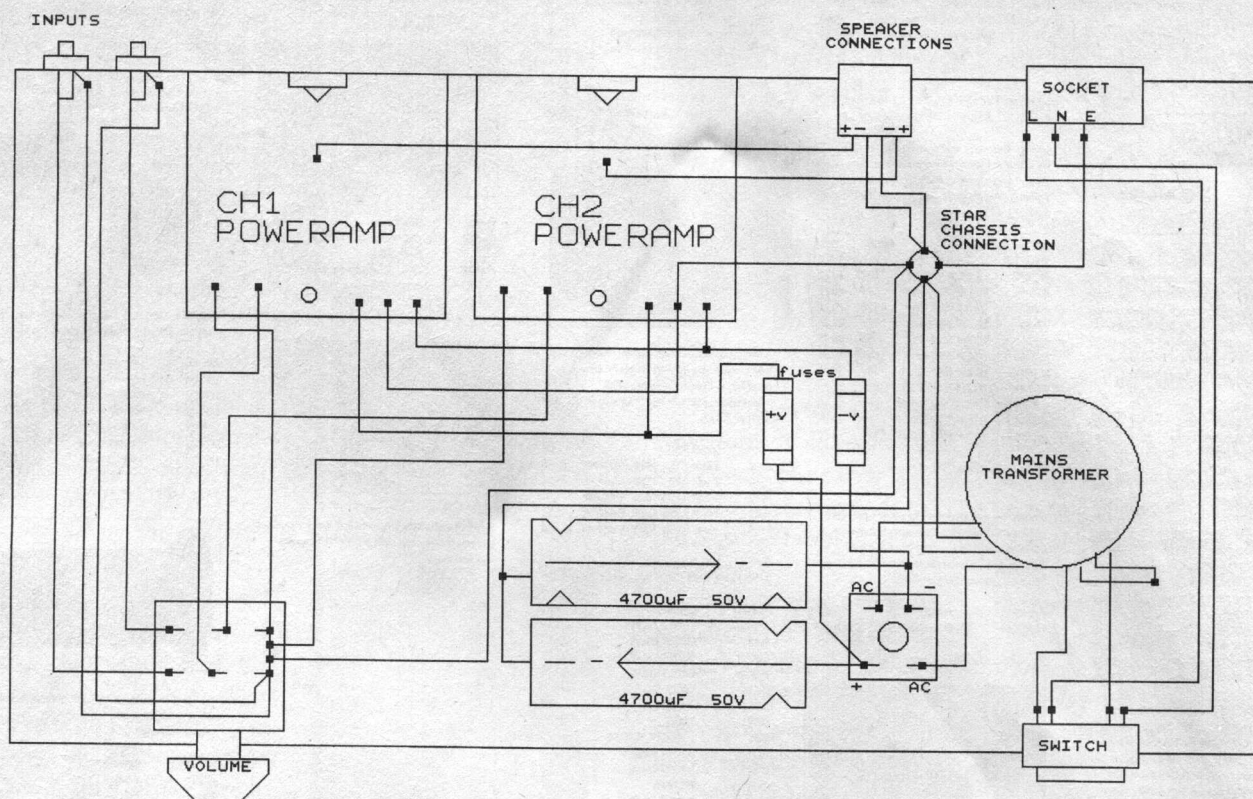 INPUTS
SPEAKER
CONNECTIONS
SOCKET
+- -+
L N E
CH1
POWERAMP
CH2
POWERAMP
STAR
CHASSIS
CONNECTION
fuses
+v
-v
MAINS
TRANSFORMER
AC -
4700uF 50V
4700uF 50V
+ AC
SWITCH
VOLUME